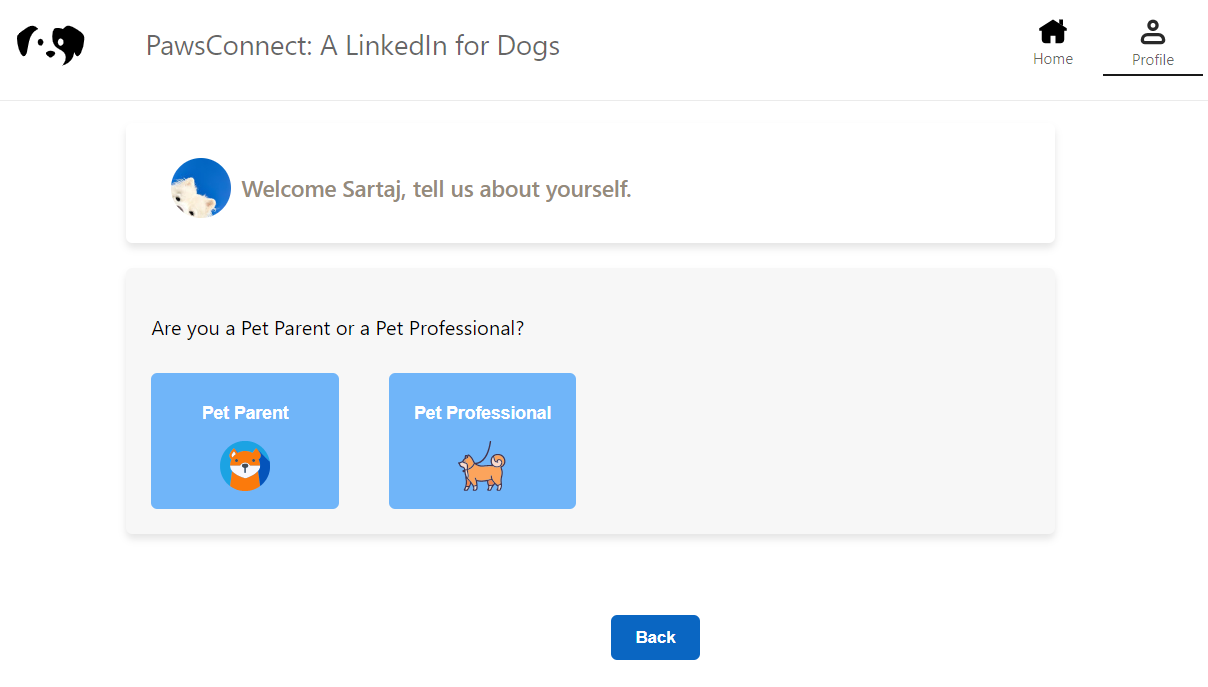 PawsConnect: A LinkedIn for Dogs
Home
Profile
Welcome Sartaj, tell us about yourself.
Are you a Pet Parent or a Pet Professional?
Pet Parent
Pet Professional
Back